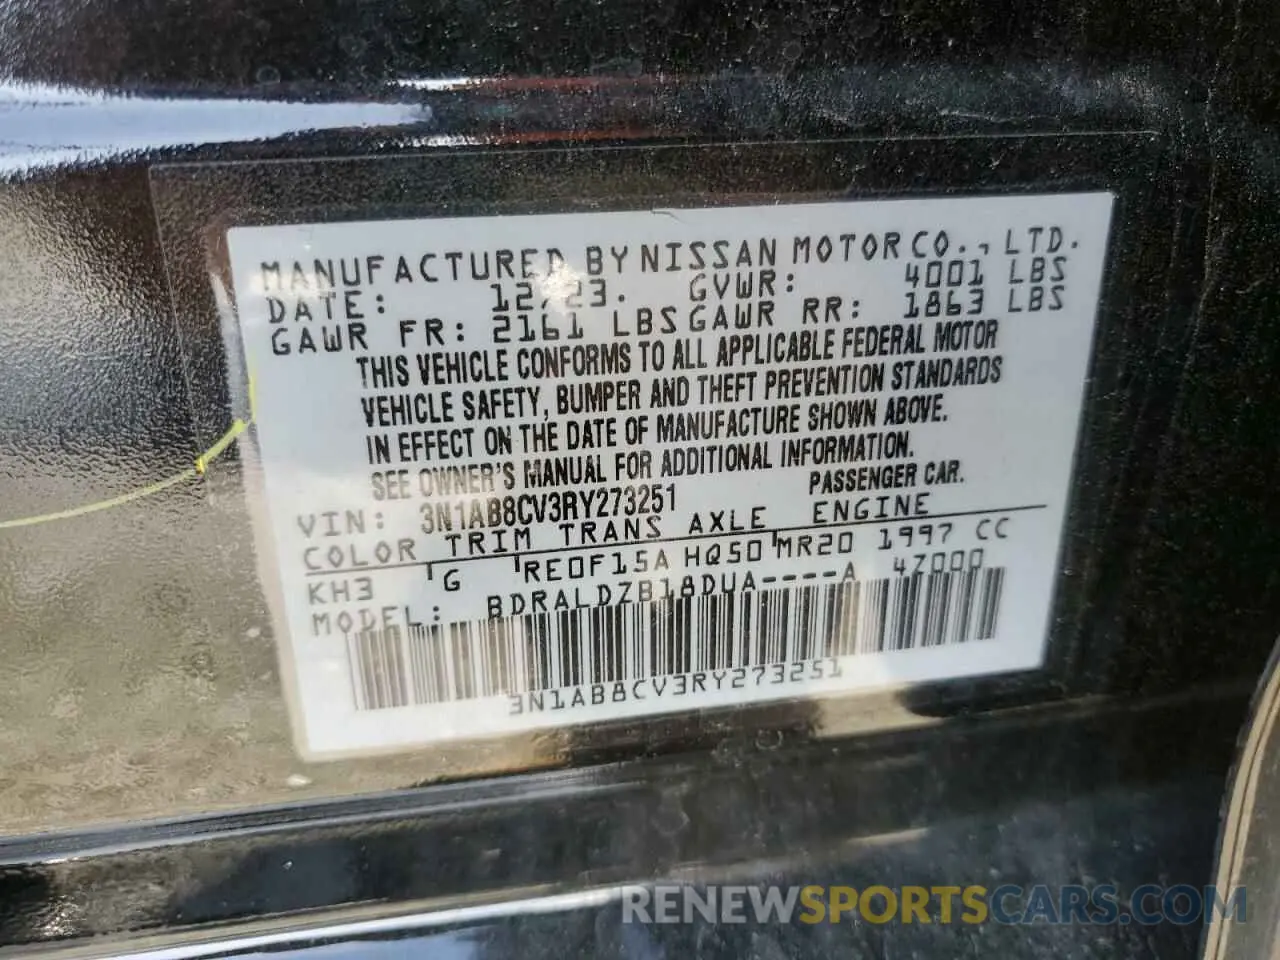 MANUFACTURED BY NISSAN MOTOR CO., LTD.
DATE: 12/23. GVWR: 4001 LBS
GAWR FR: 2161 LBS GAWR RR: 1863 LBS
THIS VEHICLE CONFORMS TO ALL APPLICABLE FEDERAL MOTOR
VEHICLE SAFETY, BUMPER AND THEFT PREVENTION STANDARDS
IN EFFECT ON THE DATE OF MANUFACTURE SHOWN ABOVE.
SEE OWNER'S MANUAL FOR ADDITIONAL INFORMATION.
VIN: 3N1AB8CV3RY273251 PASSENGER CAR.
COLOR TRIM TRANS AXLE ENGINE
KH3 G RE0F15A HQ50 MR20 1997 CC
MODEL: BDRALDZB18DUA----A 47000
3N1AB8CV3RY273251
RENEWSPORTSCARS.COM